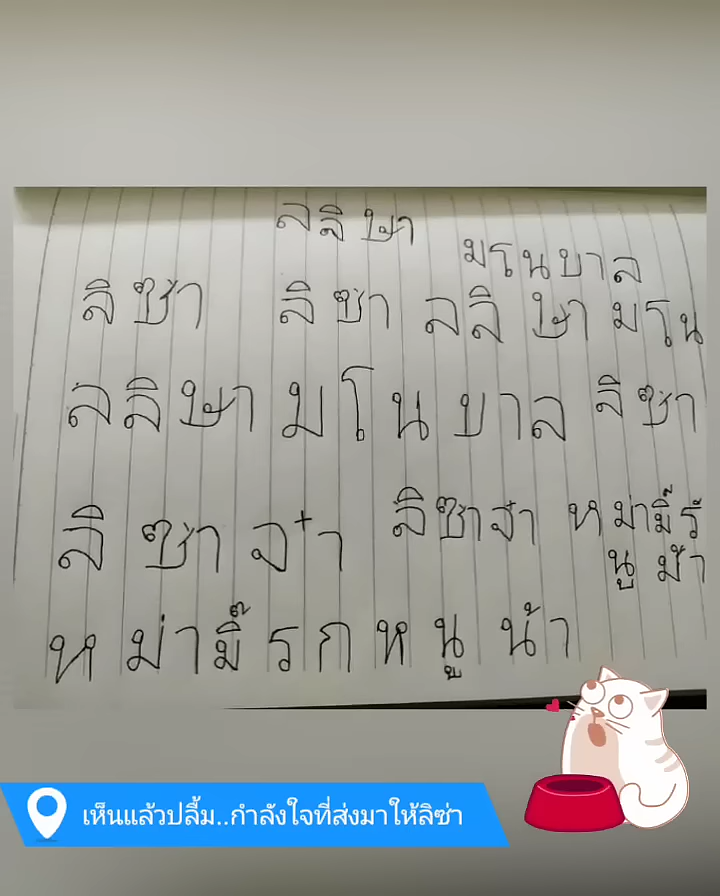 ลลิษา
มโนบาล
ลิซา ลิซา ลลิษา มโน
ลลิษา มโนบาล ลิซา
ลิซา จ๋า ลิซาจ๋า หม่ามี๊รั
นู ม้า
หม่ามี๊รกหนูน้า
เห็นแล้วปลื้ม..กำลังใจที่ส่งมาให้ลิซ่า